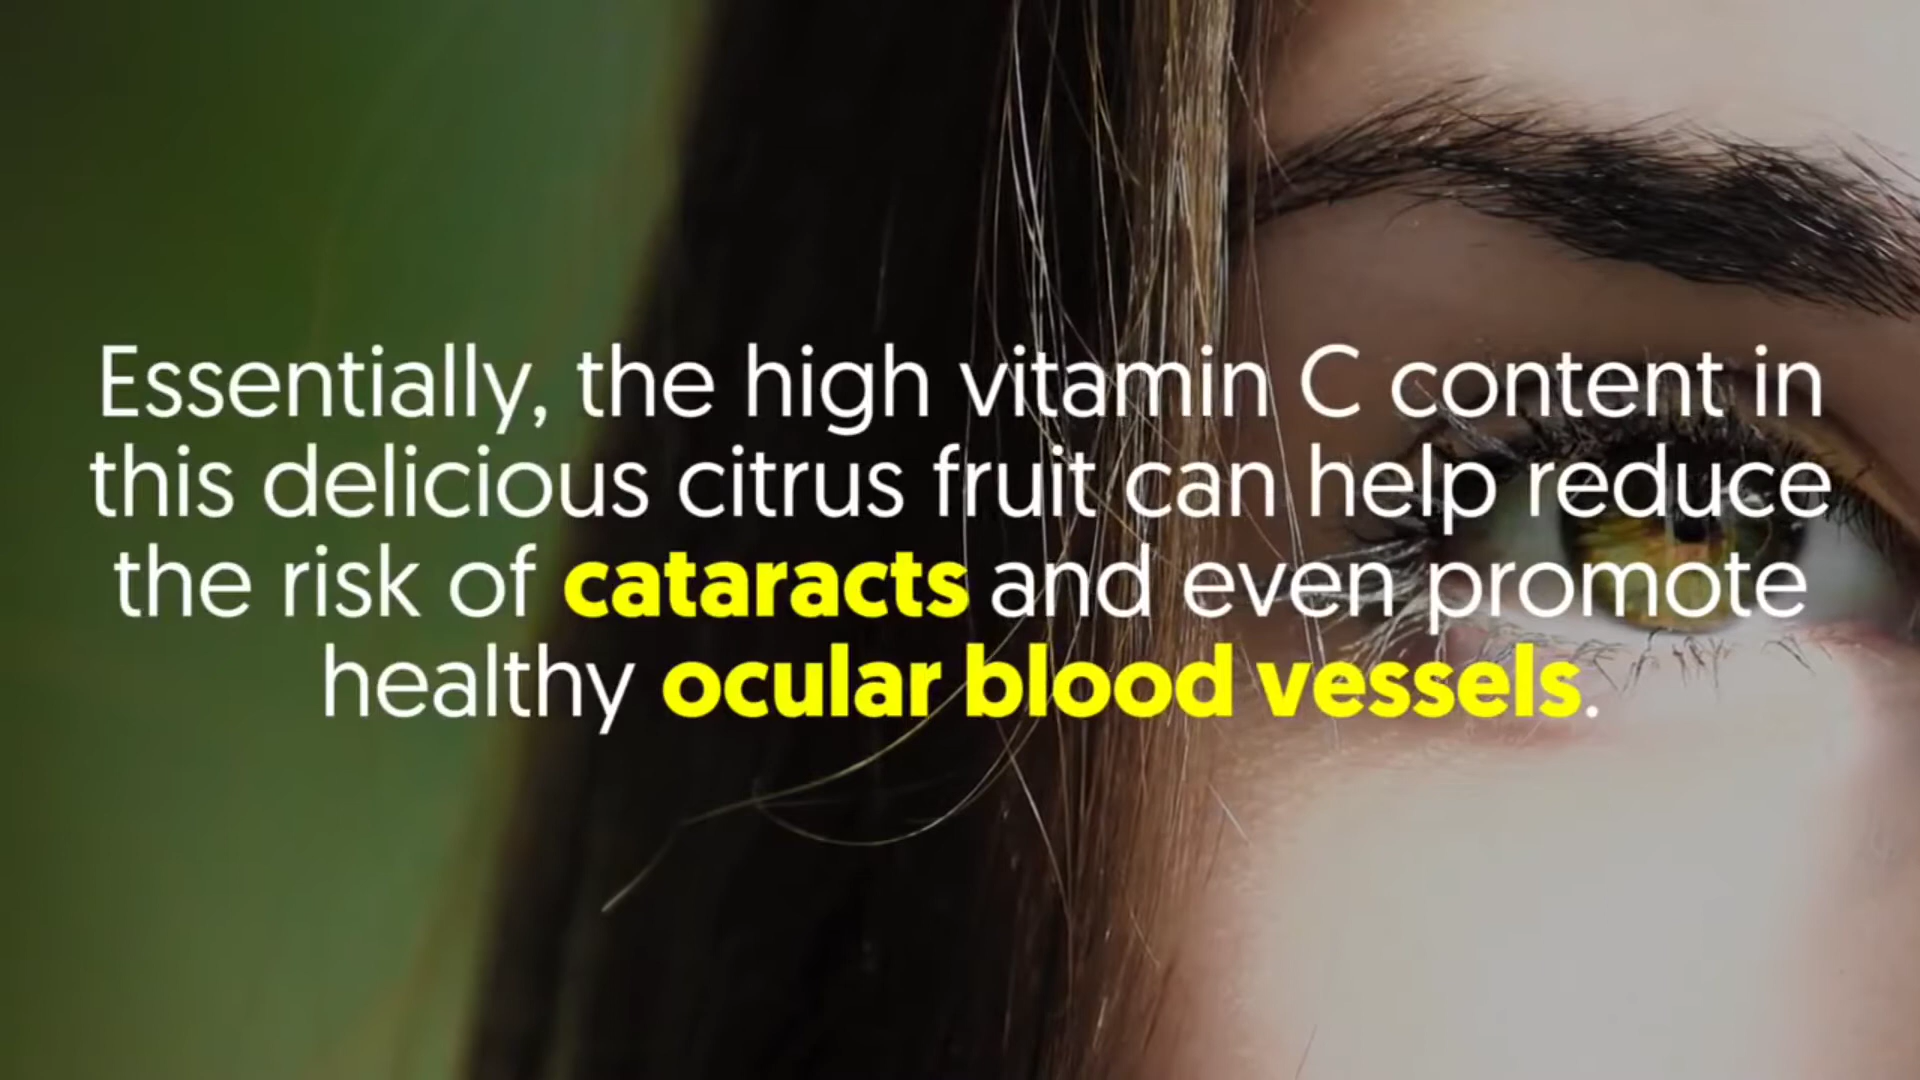 Essentially, the high vitamin C content in
this delicious citrus fruit can help reduce
the risk of cataracts and even promote
healthy ocular blood vessels.